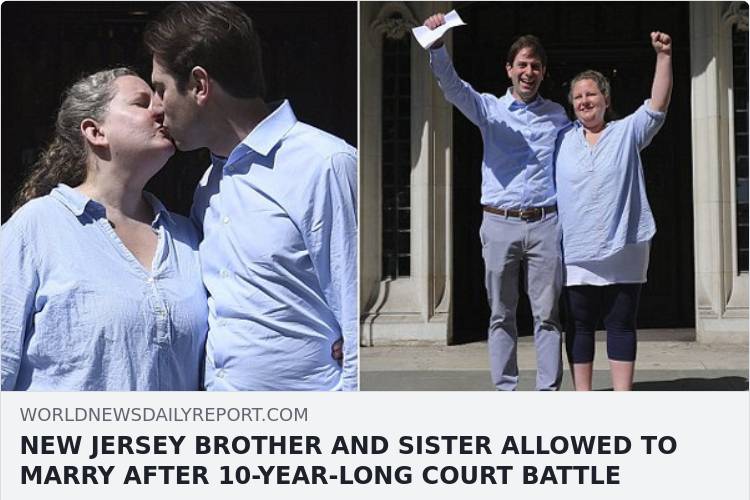 WORLDNEWSDAILYREPORT.COM
NEW JERSEY BROTHER AND SISTER ALLOWED TO
MARRY AFTER 10-YEAR-LONG COURT BATTLE